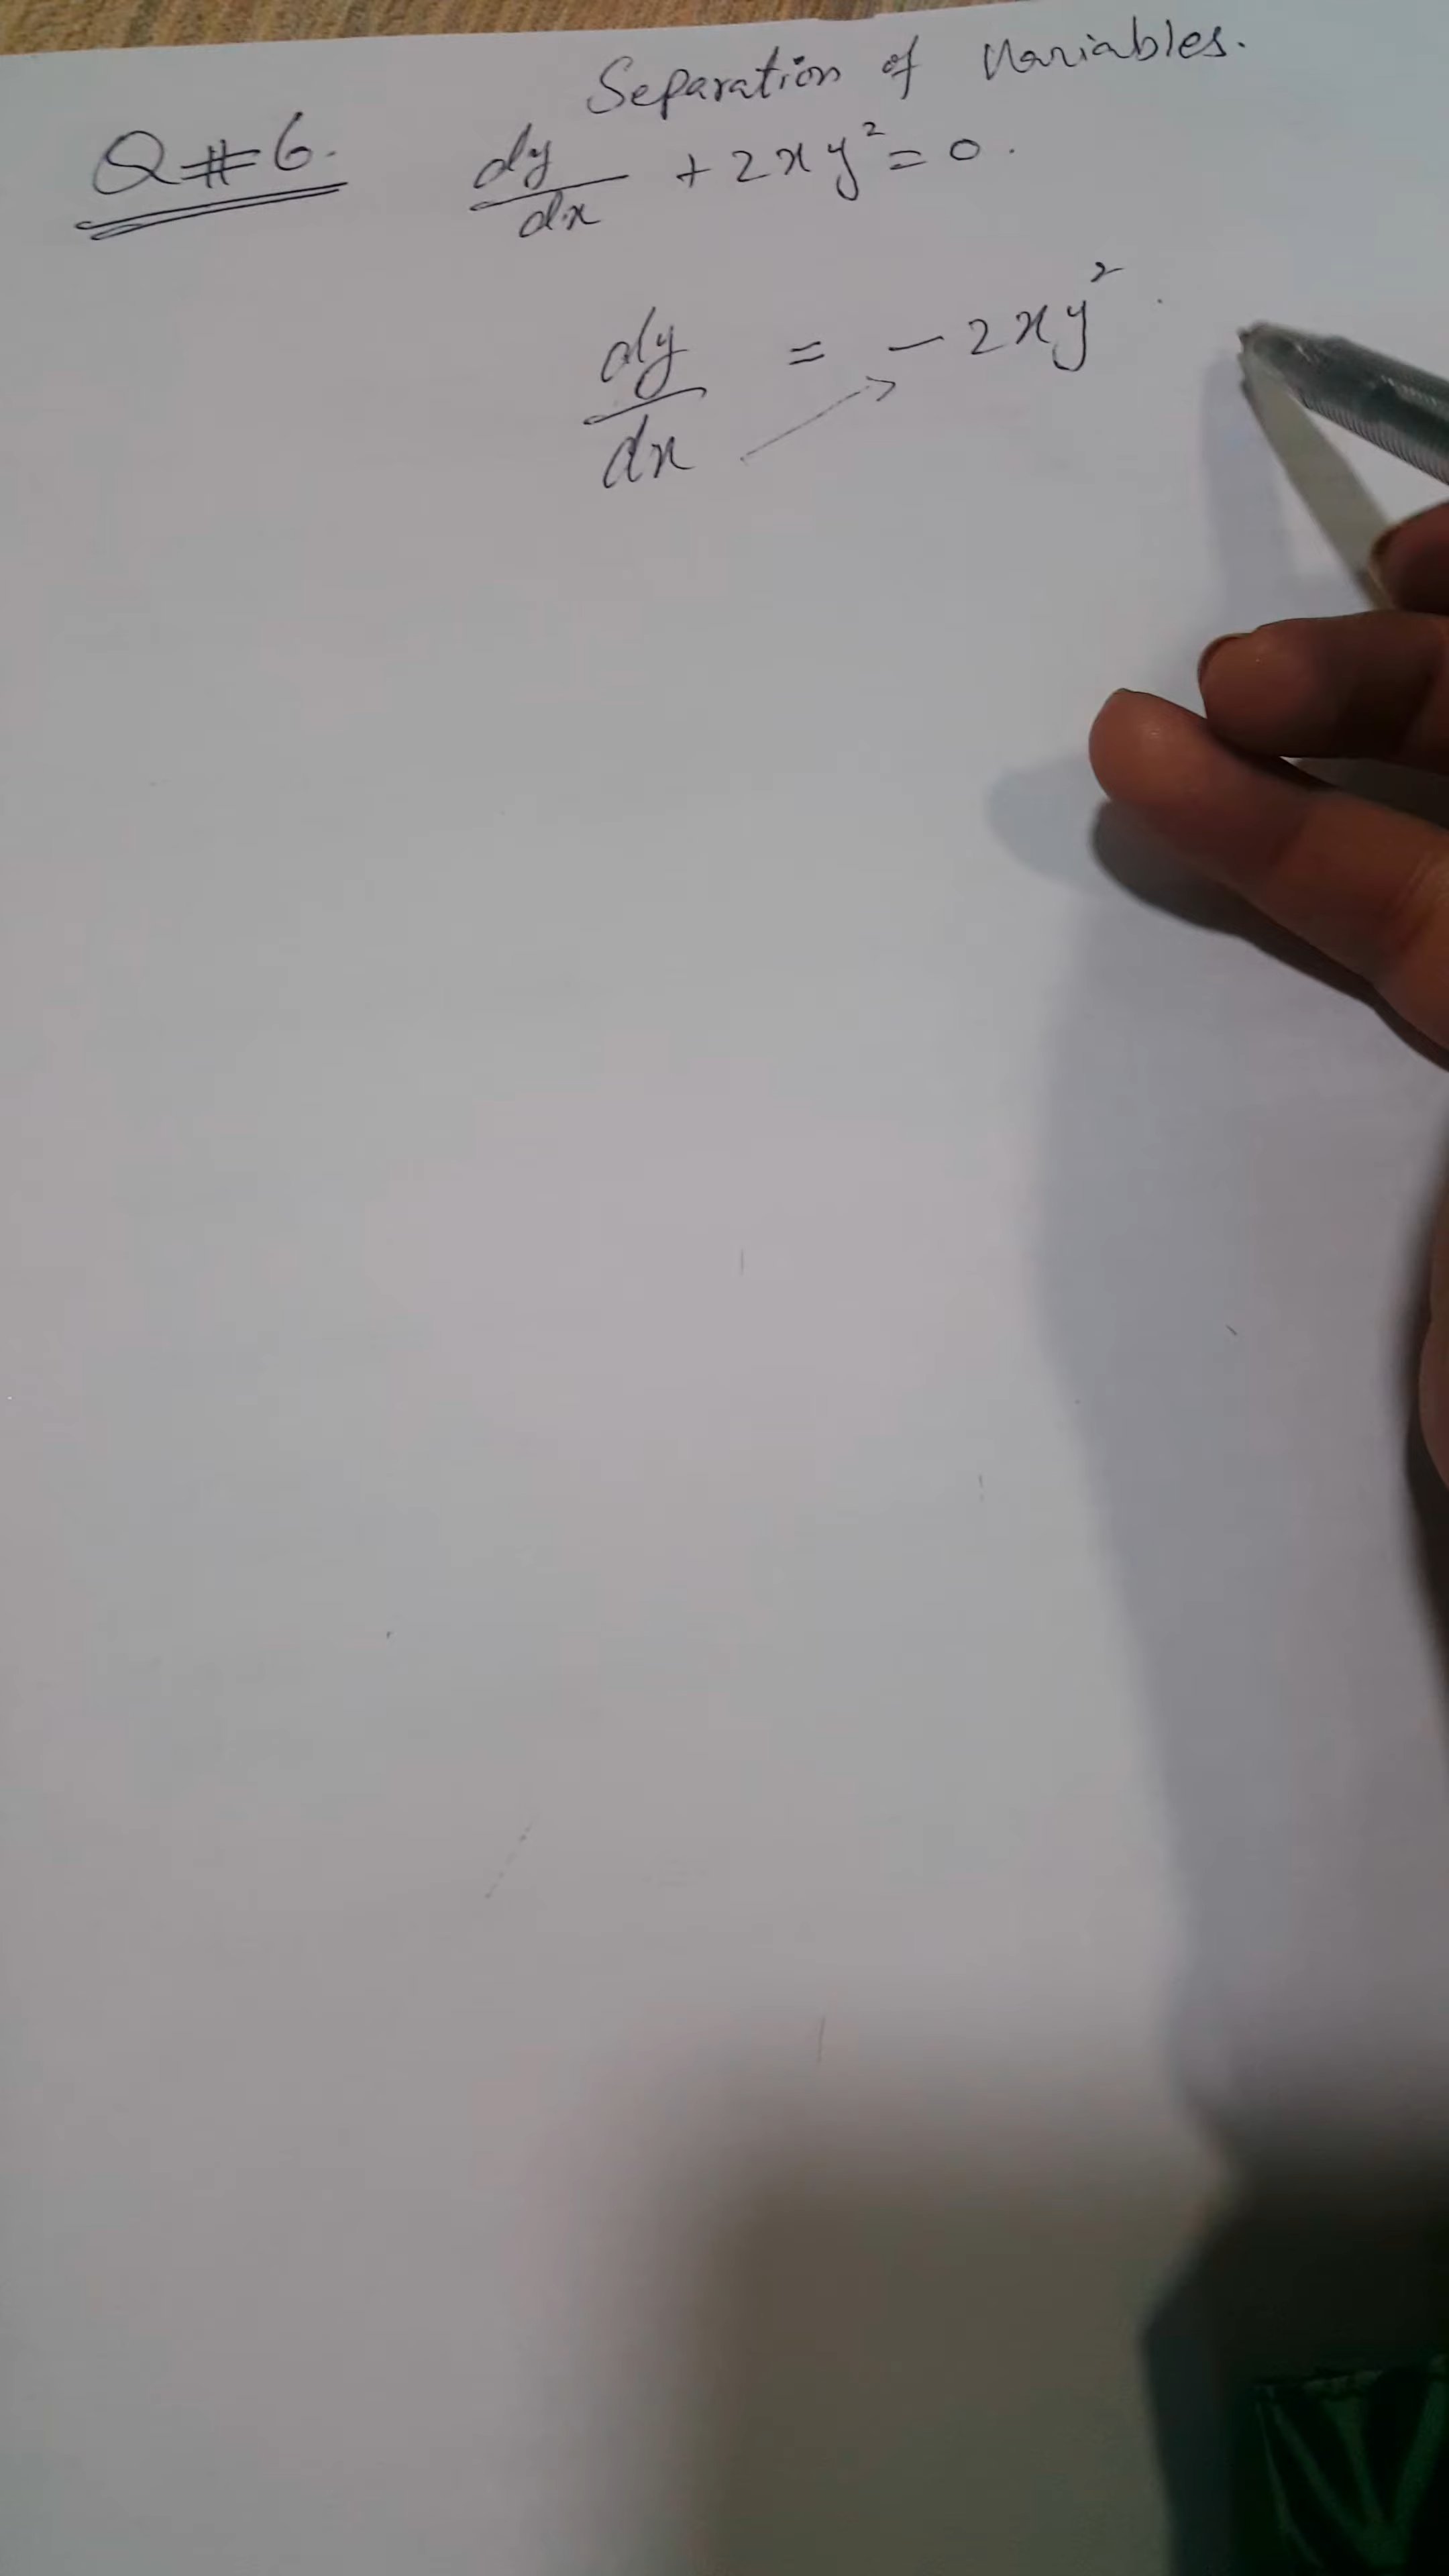 Separation of Variables.
Q#6. dy/dx + 2xy² = 0.
dy/dx = -2xy²